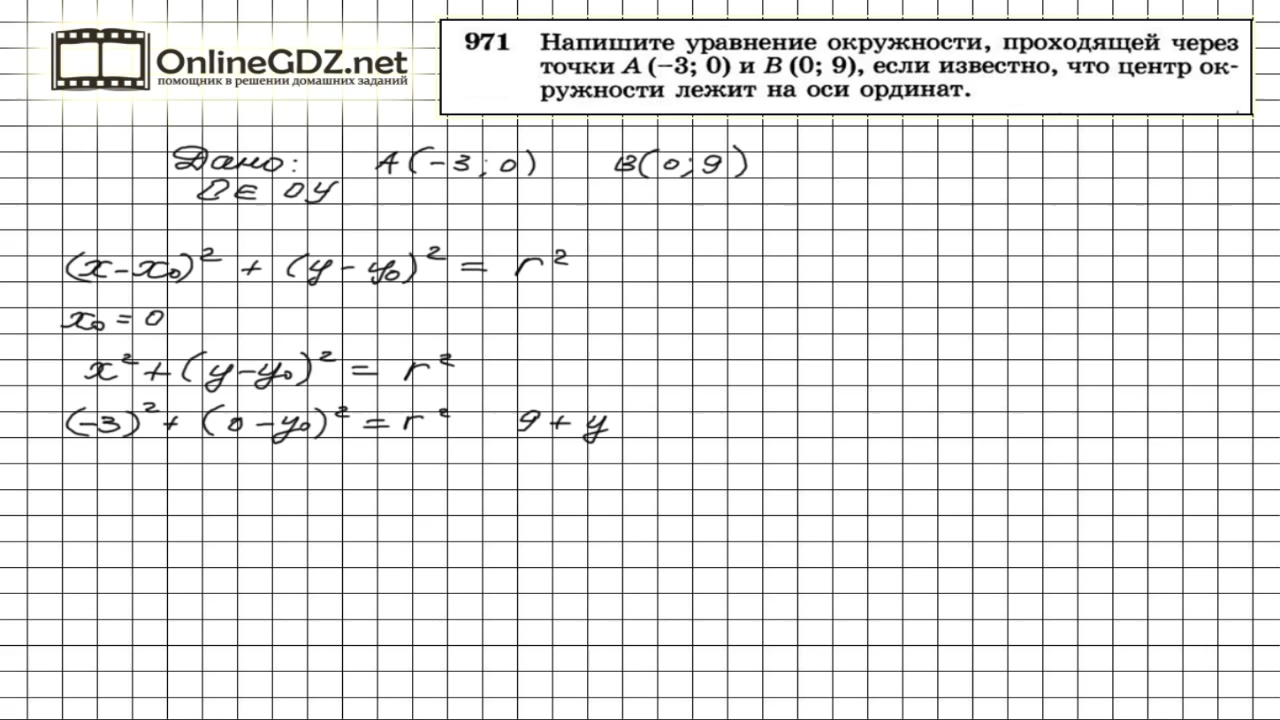 OnlineGDZ.net
помощник в решении домашних заданий
971 Напишите уравнение окружности, проходящей через
точки A (−3; 0) и B (0; 9), если известно, что центр ок-
ружности лежит на оси ординат.
Дано: A(-3; 0) B(0; 9)
O ∈ OY
(x-x₀)² + (y-y₀)² = r²
x₀ = 0
x² + (y-y₀)² = r²
(-3)² + (0-y₀)² = r² 9 + y